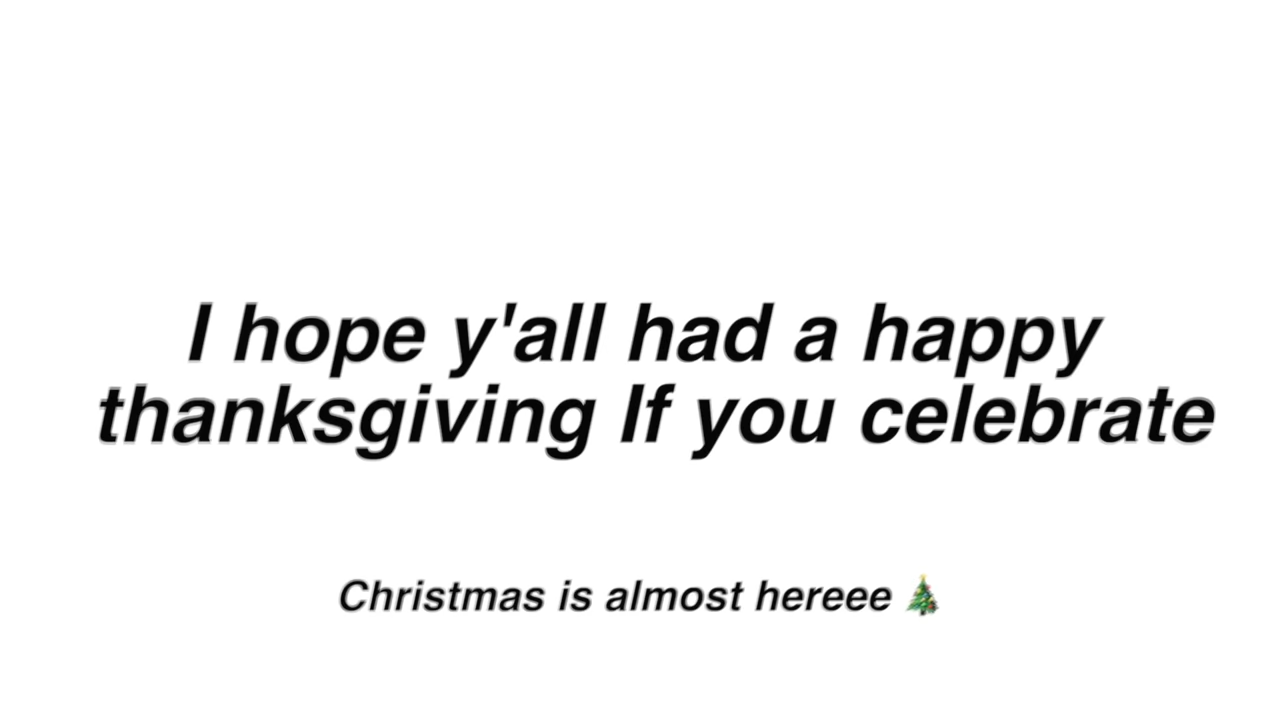 I hope y'all had a happy
thanksgiving If you celebrate
Christmas is almost hereee 🎄